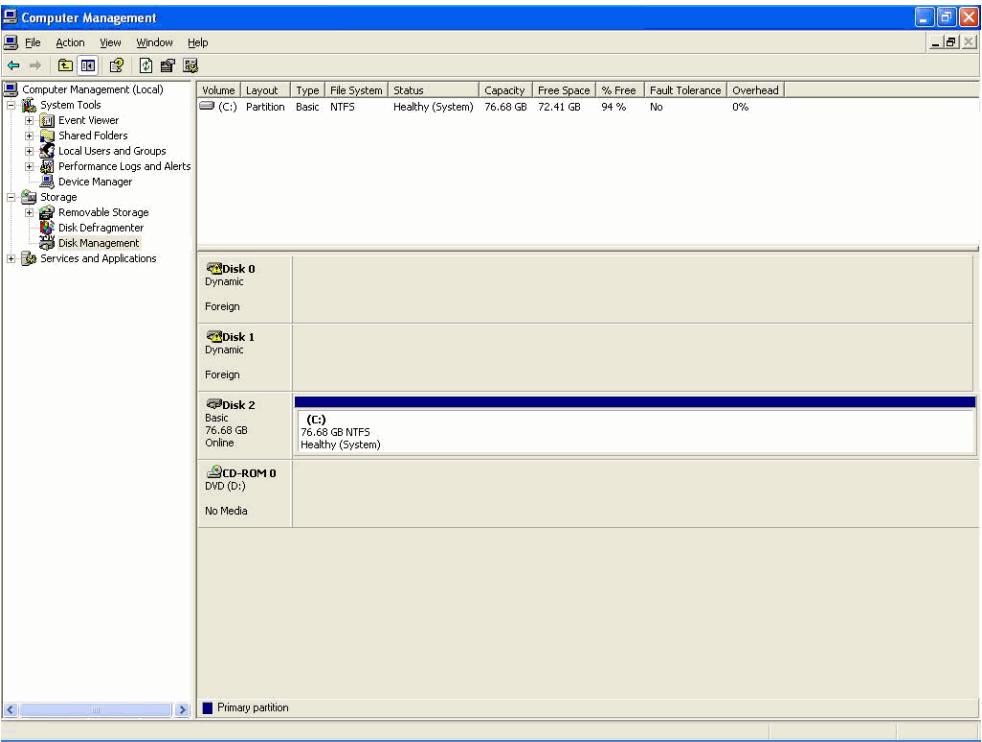 Computer Management
File Action View Window Help
Computer Management (Local)
System Tools
Event Viewer
Shared Folders
Local Users and Groups
Performance Logs and Alerts
Device Manager
Storage
Removable Storage
Disk Defragmenter
Disk Management
Services and Applications
Volume Layout Type File System Status Capacity Free Space % Free Fault Tolerance Overhead
(C:) Partition Basic NTFS Healthy (System) 76.68 GB 72.41 GB 94 % No 0%
Disk 0
Dynamic
Foreign
Disk 1
Dynamic
Foreign
Disk 2
Basic
76.68 GB
Online
(C:)
76.68 GB NTFS
Healthy (System)
CD-ROM 0
DVD (D:)
No Media
Primary partition